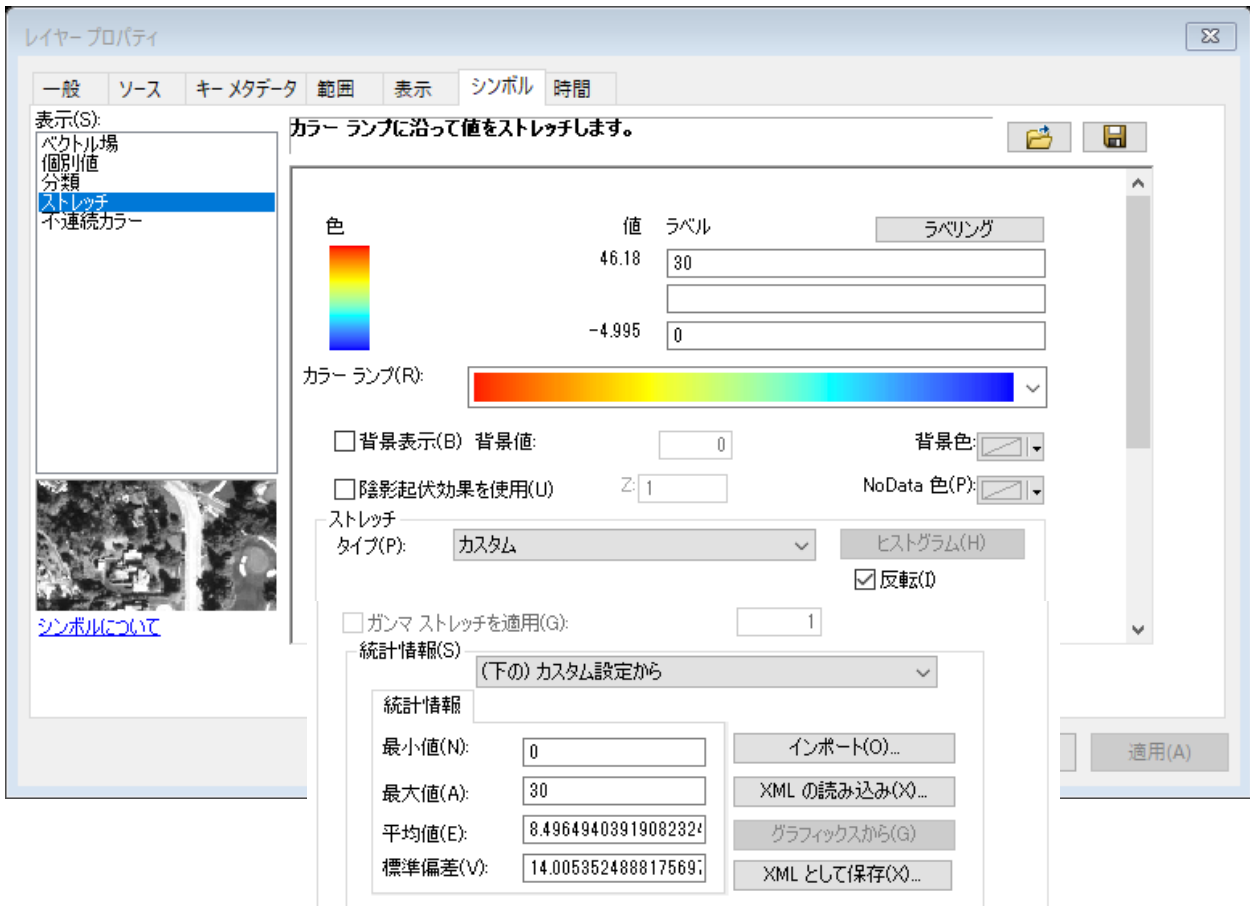 レイヤー プロパティ
一般 ソース キー メタデータ 範囲 表示 シンボル 時間
表示(S):
ベクトル場
個別値
分類
ストレッチ
不連続カラー
シンボルについて
カラー ランプに沿って値をストレッチします。
色 値 ラベル ラベリング
46.18 30
-4.995 0
カラー ランプ(R):
背景表示(B) 背景値: 0 背景色:
陰影起伏効果を使用(U) Z: 1 NoData 色(P):
ストレッチ
タイプ(P): カスタム ヒストグラム(H)
反転(I)
ガンマ ストレッチを適用(G): 1
統計情報(S)
(下の) カスタム設定から
統計情報
最小値(N): 0 インポート(O)...
最大値(A): 30 XML の読み込み(X)...
平均値(E): 8.4964940391908232 グラフィックスから(G)
標準偏差(V): 14.005352488817569 XML として保存(X)...
適用(A)